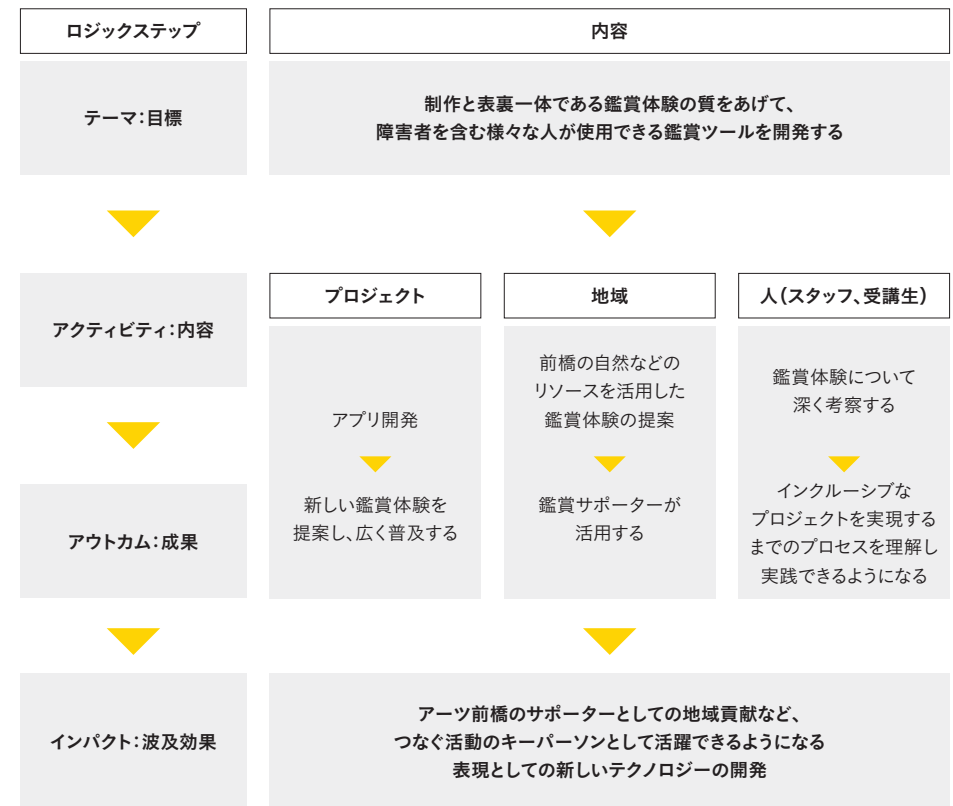 ロジックステップ
内容
テーマ：目標
制作と表裏一体である鑑賞体験の質をあげて、
障害者を含む様々な人が使用できる鑑賞ツールを開発する
アクティビティ：内容
プロジェクト
アプリ開発
新しい鑑賞体験を
提案し、広く普及する
地域
前橋の自然などの
リソースを活用した
鑑賞体験の提案
鑑賞サポーターが
活用する
人（スタッフ、受講生）
鑑賞体験について
深く考察する
インクルーシブな
プロジェクトを実現する
までのプロセスを理解し
実践できるようになる
アウトカム：成果
インパクト：波及効果
アーツ前橋のサポーターとしての地域貢献など、
つなぐ活動のキーパーソンとして活躍できるようになる
表現としての新しいテクノロジーの開発